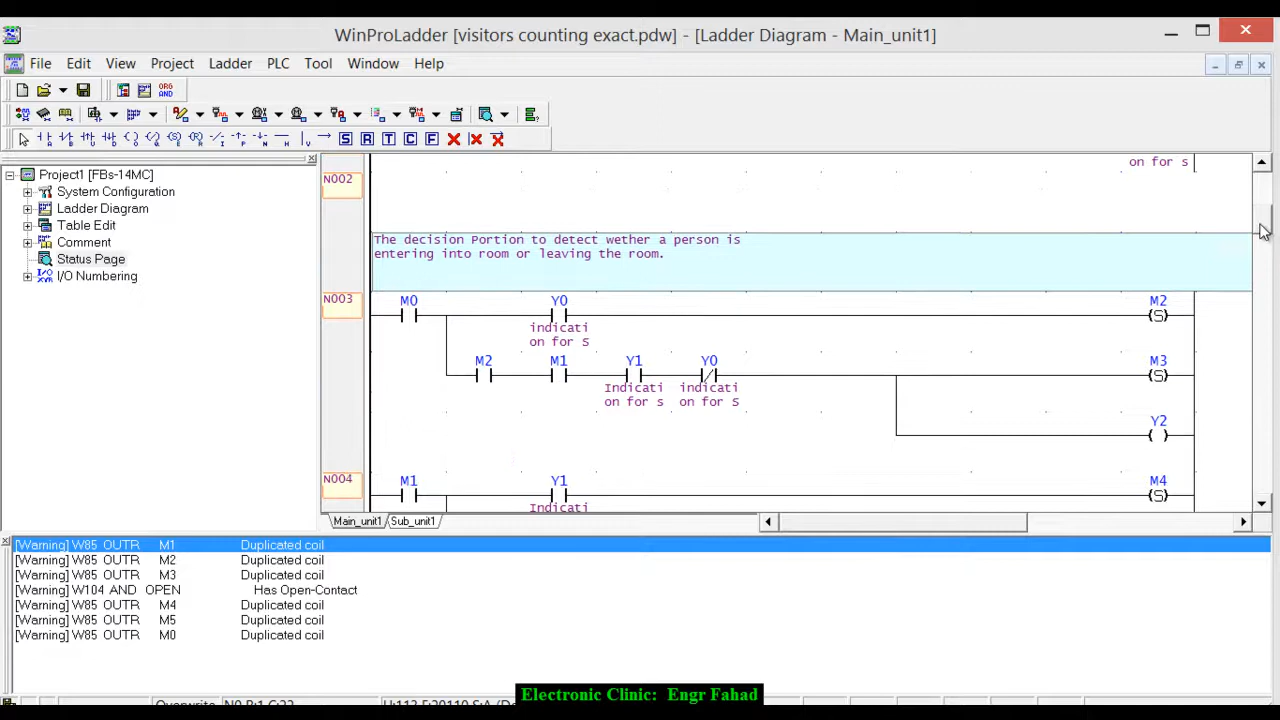 WinProLadder [visitors counting exact.pdw] - [Ladder Diagram - Main_unit1]
File Edit View Project Ladder PLC Tool Window Help
ORG
AND
S R T C F
Project1 [FBs-14MC]
System Configuration
Ladder Diagram
Table Edit
Comment
Status Page
I/O Numbering
on for S
N002
The decision Portion to detect wether a person is
entering into room or leaving the room.
N003
M0 Y0 M2
(S)
indicati
on for S
M2 M1 Y1 Y0 M3
(S)
Indicati indicati
on for S on for S
Y2
( )
N004
M1 Y1 M4
(S)
Indicati
Main_unit1 Sub_unit1
[Warning] W85 OUTR M1 Duplicated coil
[Warning] W85 OUTR M2 Duplicated coil
[Warning] W85 OUTR M3 Duplicated coil
[Warning] W104 AND OPEN Has Open-Contact
[Warning] W85 OUTR M4 Duplicated coil
[Warning] W85 OUTR M5 Duplicated coil
[Warning] W85 OUTR M0 Duplicated coil
Electronic Clinic: Engr Fahad